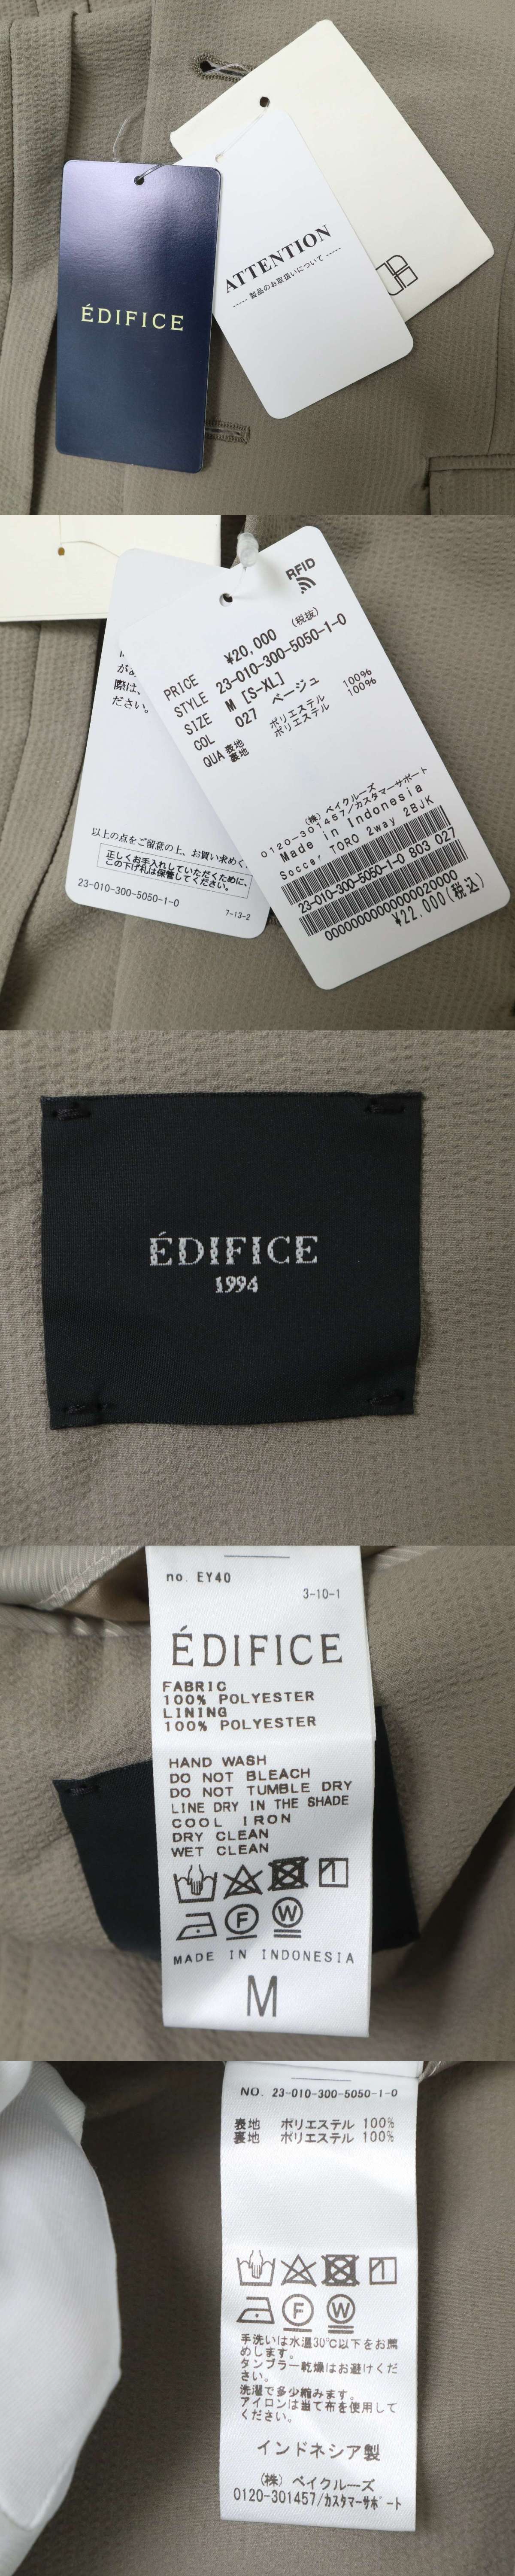 ÉDIFICE
ATTENTION
----- 製品のお取扱いについて -----
際は、
ださい。
以上の点をご留意の上、お買い求めく
正しくお手入れしていただくために、
この下げ札は保管してください。
23-010-300-5050-1-0
7-13-2
RFID
PRICE ¥20,000 (税抜)
STYLE 23-010-300-5050-1-0
SIZE M [S-XL]
COL 027 ベージュ
QUA 表地 ポリエステル 100%
裏地 ポリエステル 100%
(株) ベイクルーズ
0120-301457/カスタマーサポート
Made in Indonesia
Soccer TORO 2way 2BJK
23-010-300-5050-1-0 803 027
0000000000000000020000
¥22,000(税込)
ÉDIFICE
1994
no. EY40
3-10-1
ÉDIFICE
FABRIC
100% POLYESTER
LINING
100% POLYESTER
HAND WASH
DO NOT BLEACH
DO NOT TUMBLE DRY
LINE DRY IN THE SHADE
COOL IRON
DRY CLEAN
WET CLEAN
F W
MADE IN INDONESIA
M
NO. 23-010-300-5050-1-0
表地 ポリエステル 100%
裏地 ポリエステル 100%
F W
手洗いは水温30℃以下をお薦
めします。
タンブラー乾燥はお避けくだ
さい。
洗濯で多少縮みます。
アイロンは当て布を使用して
ください。
インドネシア製
(株) ベイクルーズ
0120-301457/カスタマーサポート